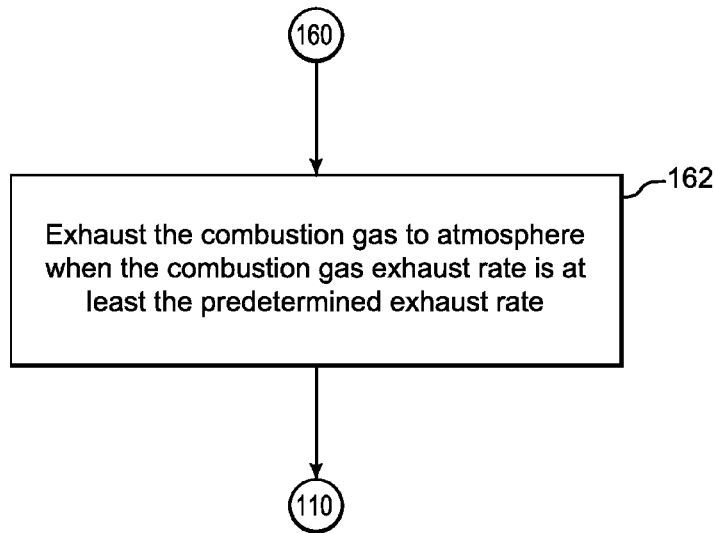 160
162
Exhaust the combustion gas to atmosphere
when the combustion gas exhaust rate is at
least the predetermined exhaust rate
110